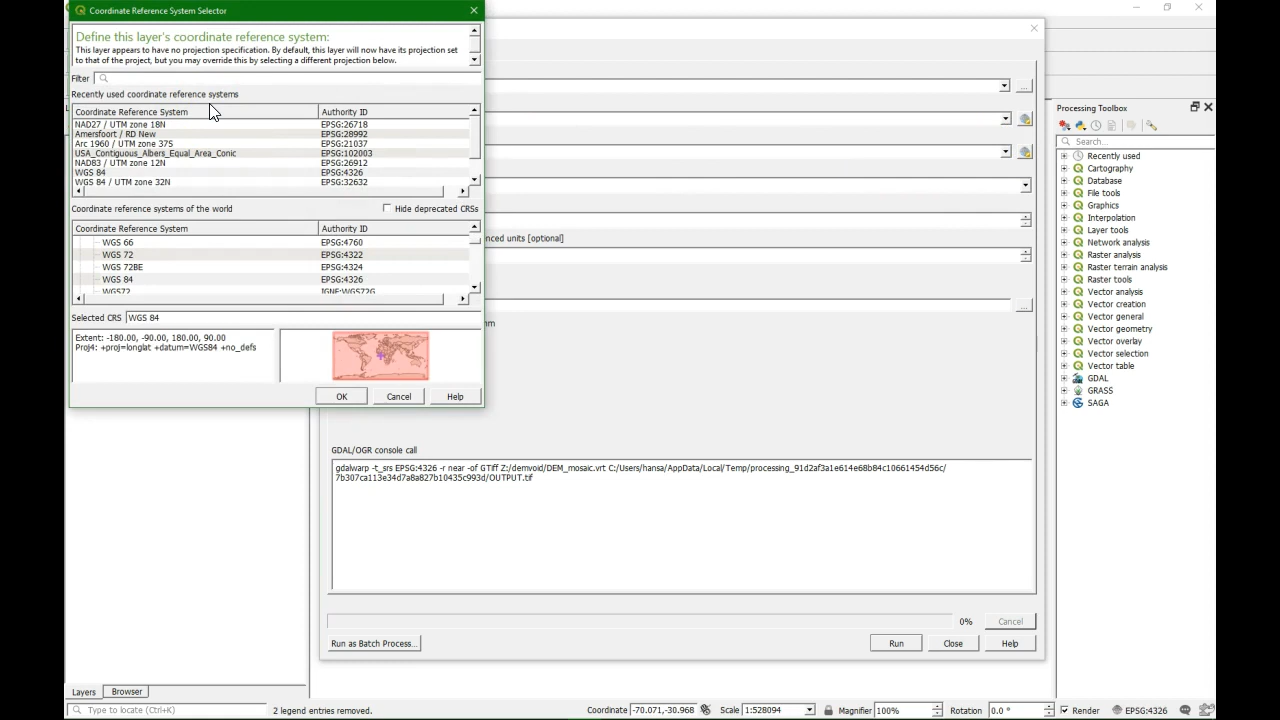 Coordinate Reference System Selector
Define this layer's coordinate reference system:
This layer appears to have no projection specification. By default, this layer will now have its projection set
to that of the project, but you may override this by selecting a different projection below.
Filter
Recently used coordinate reference systems
Coordinate Reference System Authority ID
NAD27 / UTM zone 18N EPSG:26718
Amersfoort / RD New EPSG:28992
Arc 1960 / UTM zone 37S EPSG:21037
USA_Contiguous_Albers_Equal_Area_Conic EPSG:102003
NAD83 / UTM zone 12N EPSG:26912
WGS 84 EPSG:4326
WGS 84 / UTM zone 32N EPSG:32632
Coordinate reference systems of the world Hide deprecated CRSs
Coordinate Reference System Authority ID
WGS 66 EPSG:4760
WGS 72 EPSG:4322
WGS 72BE EPSG:4324
WGS 84 EPSG:4326
WGS72 IGNF:WGS72G
Selected CRS WGS 84
Extent: -180.00, -90.00, 180.00, 90.00
Proj4: +proj=longlat +datum=WGS84 +no_defs
OK Cancel Help
nced units [optional]
hm
GDAL/OGR console call
gdalwarp -t_srs EPSG:4326 -r near -of GTiff Z:/demvoid/DEM_mosaic.vrt C:/Users/hansa/AppData/Local/Temp/processing_91d2af3a1e614e68b84c10661454d56c/
7b307ca113e34d7a8a827b10435c993d/OUTPUT.tif
0% Cancel
Run as Batch Process... Run Close Help
Processing Toolbox
Search...
Recently used
Cartography
Database
File tools
Graphics
Interpolation
Layer tools
Network analysis
Raster analysis
Raster terrain analysis
Raster tools
Vector analysis
Vector creation
Vector general
Vector geometry
Vector overlay
Vector selection
Vector table
GDAL
GRASS
SAGA
Layers Browser
Type to locate (Ctrl+K) 2 legend entries removed. Coordinate -70.071,-30.968 Scale 1:528094 Magnifier 100% Rotation 0.0 ° Render EPSG:4326